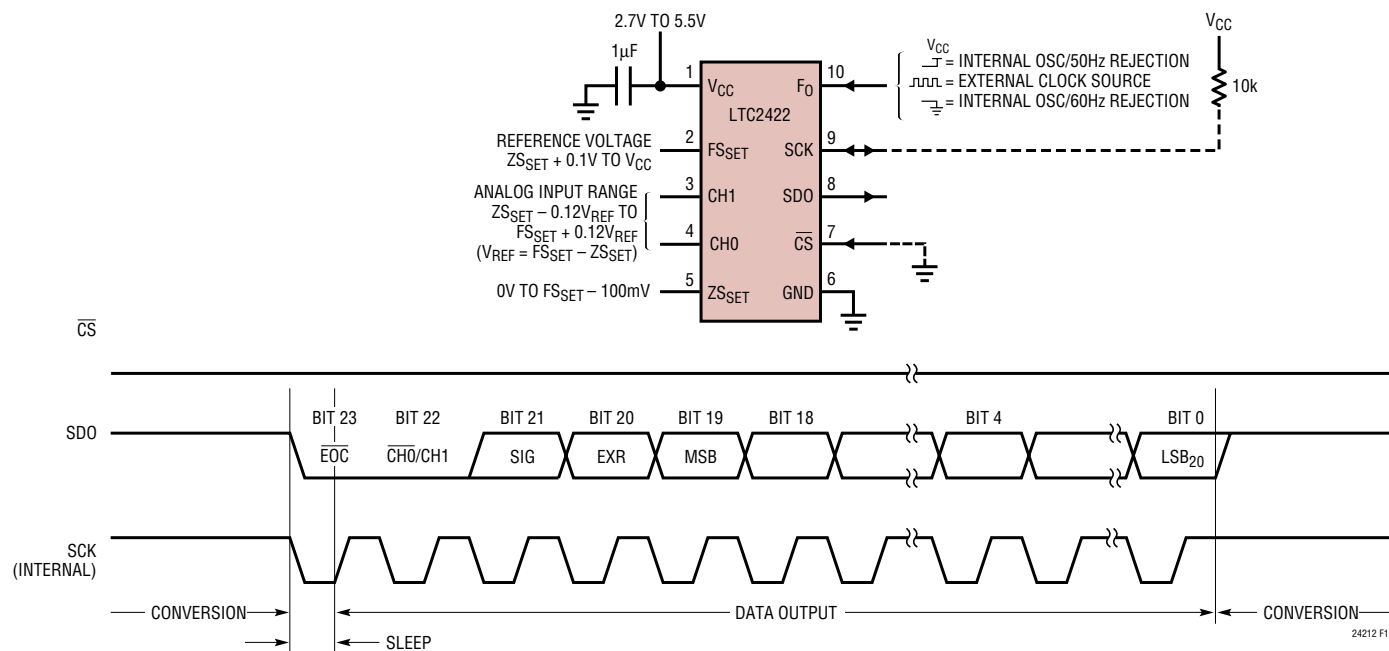 2.7V TO 5.5V
1µF
VCC
FO
LTC2422
FSSET
SCK
CH1
SDO
CH0
CS
ZSSET
GND
1
2
3
4
5
10
9
8
7
6
REFERENCE VOLTAGE
ZSSET + 0.1V TO VCC
ANALOG INPUT RANGE
ZSSET – 0.12VREF TO
FSSET + 0.12VREF
(VREF = FSSET – ZSSET)
0V TO FSSET – 100mV
VCC
= INTERNAL OSC/50Hz REJECTION
= EXTERNAL CLOCK SOURCE
= INTERNAL OSC/60Hz REJECTION
VCC
10k
CS
SDO
BIT 23 BIT 22 BIT 21 BIT 20 BIT 19 BIT 18 BIT 4 BIT 0
EOC CH0/CH1 SIG EXR MSB LSB20
SCK
(INTERNAL)
CONVERSION DATA OUTPUT CONVERSION
SLEEP
24212 F1